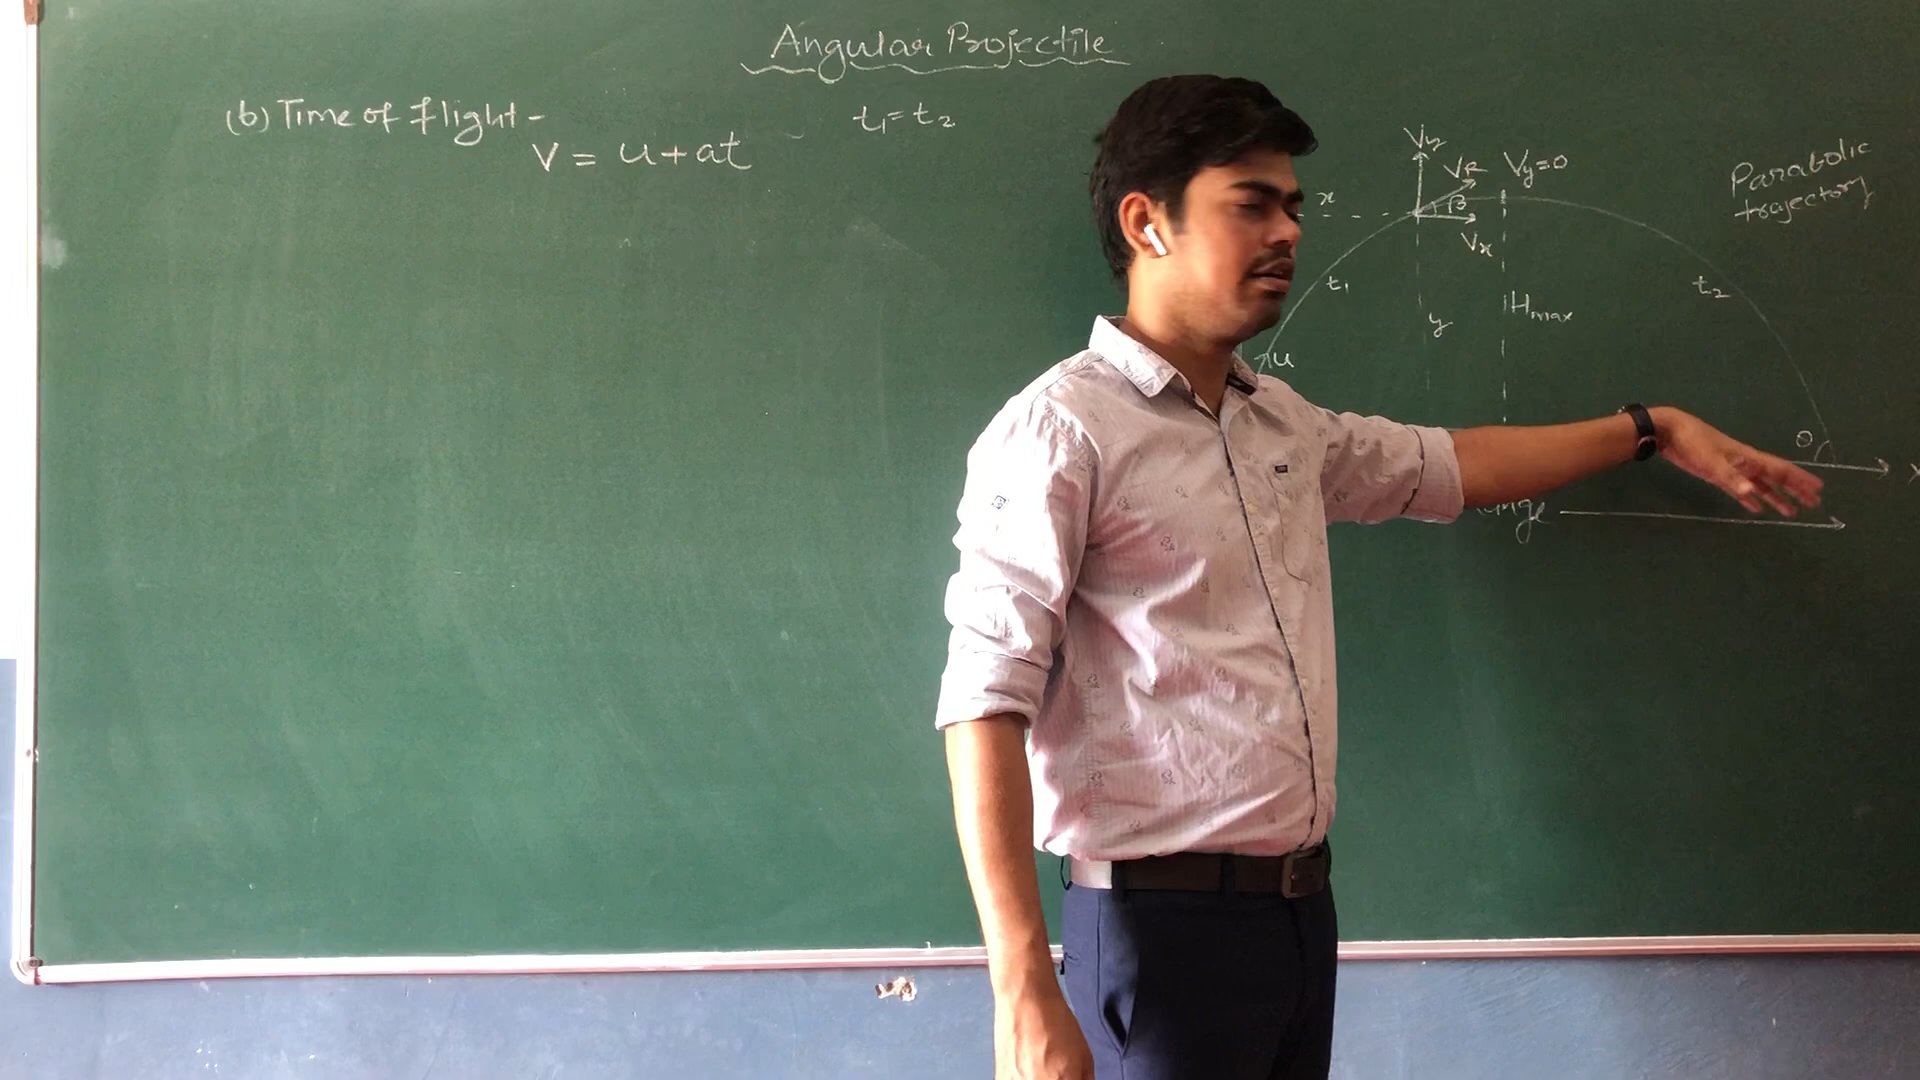 Angular Projectile
(b) Time of flight -
t₁ = t₂
v = u + at
Vy
VR
Vy=0
β
x
Vx
Parabolic
trajectory
t₁
t₂
Hmax
y
u
θ
X